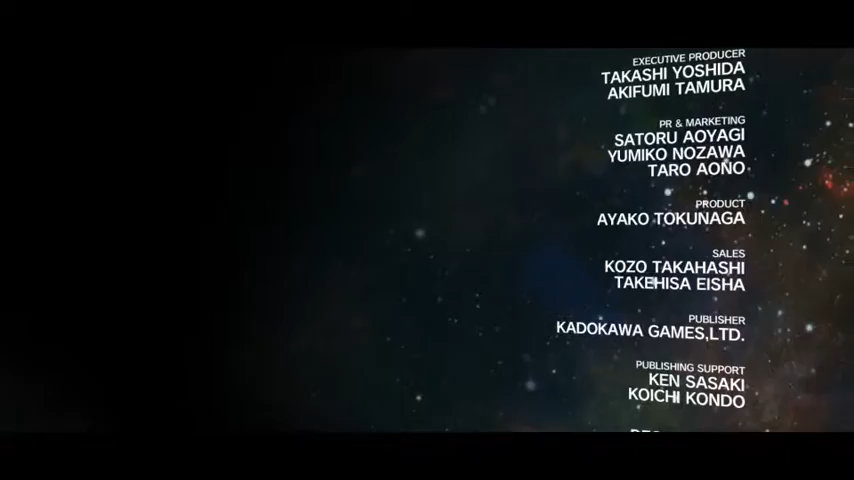 EXECUTIVE PRODUCER
TAKASHI YOSHIDA
AKIFUMI TAMURA
PR & MARKETING
SATORU AOYAGI
YUMIKO NOZAWA
TARO AONO
PRODUCT
AYAKO TOKUNAGA
SALES
KOZO TAKAHASHI
TAKEHISA EISHA
PUBLISHER
KADOKAWA GAMES,LTD.
PUBLISHING SUPPORT
KEN SASAKI
KOICHI KONDO